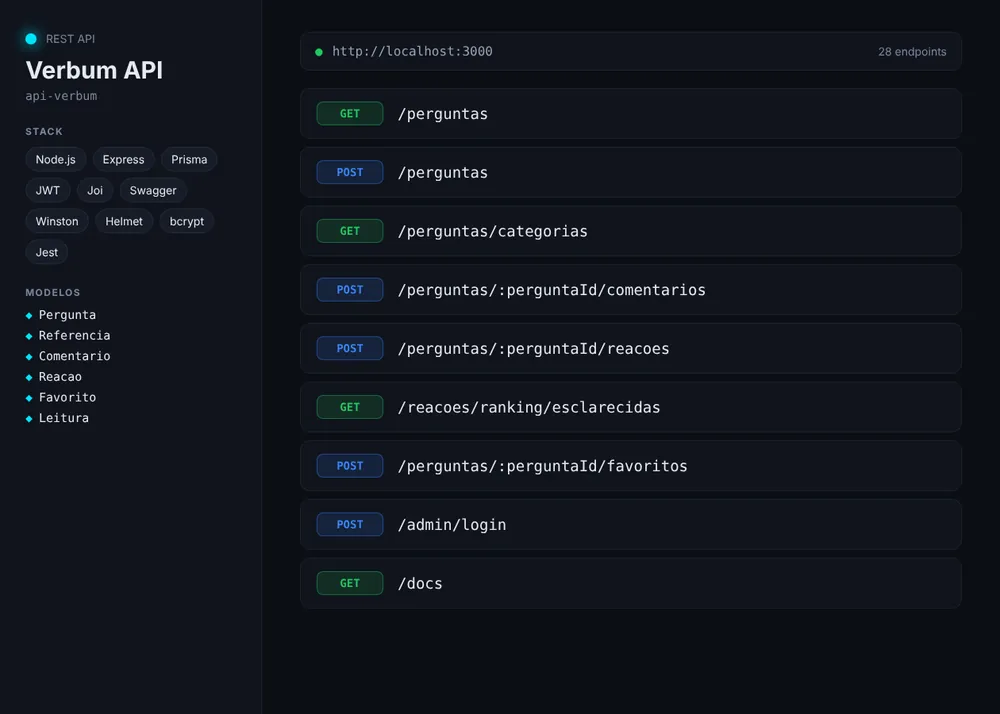 REST API
Verbum API
api-verbum
STACK
Node.js Express Prisma
JWT Joi Swagger
Winston Helmet bcrypt
Jest
MODELOS
Pergunta
Referencia
Comentario
Reacao
Favorito
Leitura
http://localhost:3000 28 endpoints
GET /perguntas
POST /perguntas
GET /perguntas/categorias
POST /perguntas/:perguntaId/comentarios
POST /perguntas/:perguntaId/reacoes
GET /reacoes/ranking/esclarecidas
POST /perguntas/:perguntaId/favoritos
POST /admin/login
GET /docs